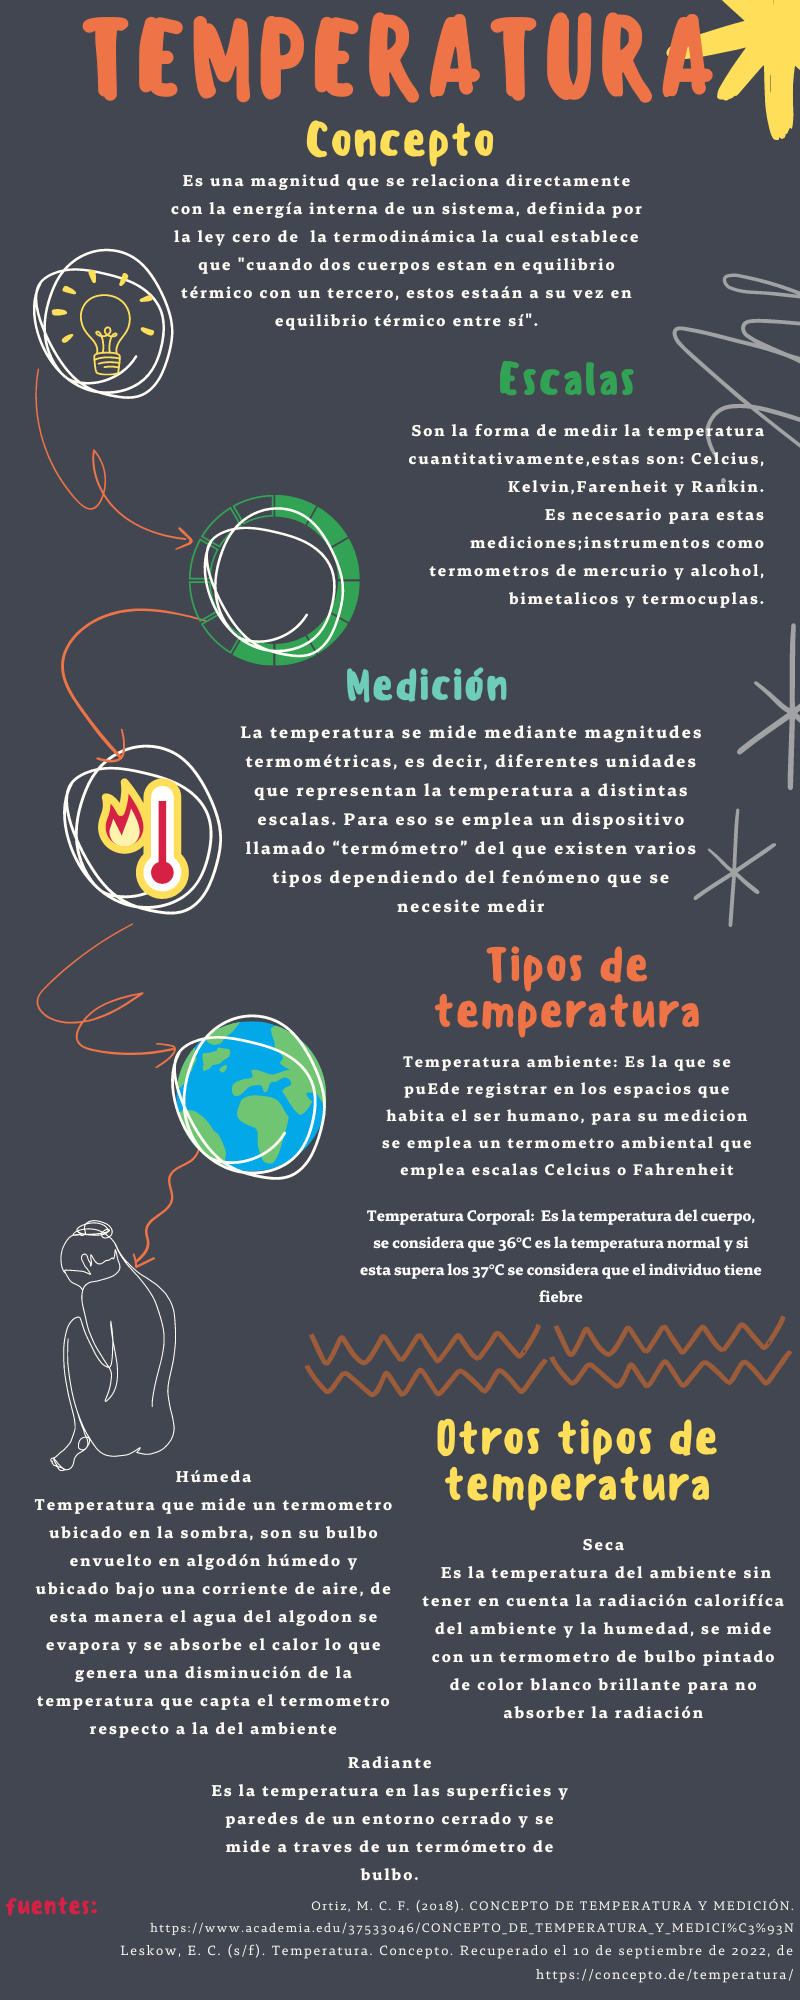 TEMPERATURA
Concepto
Es una magnitud que se relaciona directamente
con la energía interna de un sistema, definida por
la ley cero de la termodinámica la cual establece
que "cuando dos cuerpos estan en equilibrio
térmico con un tercero, estos estaán a su vez en
equilibrio térmico entre sí".
Escalas
Son la forma de medir la temperatura
cuantitativamente,estas son: Celcius,
Kelvin,Farenheit y Rankin.
Es necesario para estas
mediciones;instrumentos como
termometros de mercurio y alcohol,
bimetalicos y termocuplas.
Medición
La temperatura se mide mediante magnitudes
termométricas, es decir, diferentes unidades
que representan la temperatura a distintas
escalas. Para eso se emplea un dispositivo
llamado “termómetro” del que existen varios
tipos dependiendo del fenómeno que se
necesite medir
Tipos de
temperatura
Temperatura ambiente: Es la que se
puEde registrar en los espacios que
habita el ser humano, para su medicion
se emplea un termometro ambiental que
emplea escalas Celcius o Fahrenheit
Temperatura Corporal: Es la temperatura del cuerpo,
se considera que 36°C es la temperatura normal y si
esta supera los 37°C se considera que el individuo tiene
fiebre
Otros tipos de
temperatura
Húmeda
Temperatura que mide un termometro
ubicado en la sombra, son su bulbo
envuelto en algodón húmedo y
ubicado bajo una corriente de aire, de
esta manera el agua del algodon se
evapora y se absorbe el calor lo que
genera una disminución de la
temperatura que capta el termometro
respecto a la del ambiente
Seca
Es la temperatura del ambiente sin
tener en cuenta la radiación calorifíca
del ambiente y la humedad, se mide
con un termometro de bulbo pintado
de color blanco brillante para no
absorber la radiación
Radiante
Es la temperatura en las superficies y
paredes de un entorno cerrado y se
mide a traves de un termómetro de
bulbo.
fuentes:
Ortiz, M. C. F. (2018). CONCEPTO DE TEMPERATURA Y MEDICIÓN.
https://www.academia.edu/37533046/CONCEPTO_DE_TEMPERATURA_Y_MEDICI%C3%93N
Leskow, E. C. (s/f). Temperatura. Concepto. Recuperado el 10 de septiembre de 2022, de
https://concepto.de/temperatura/